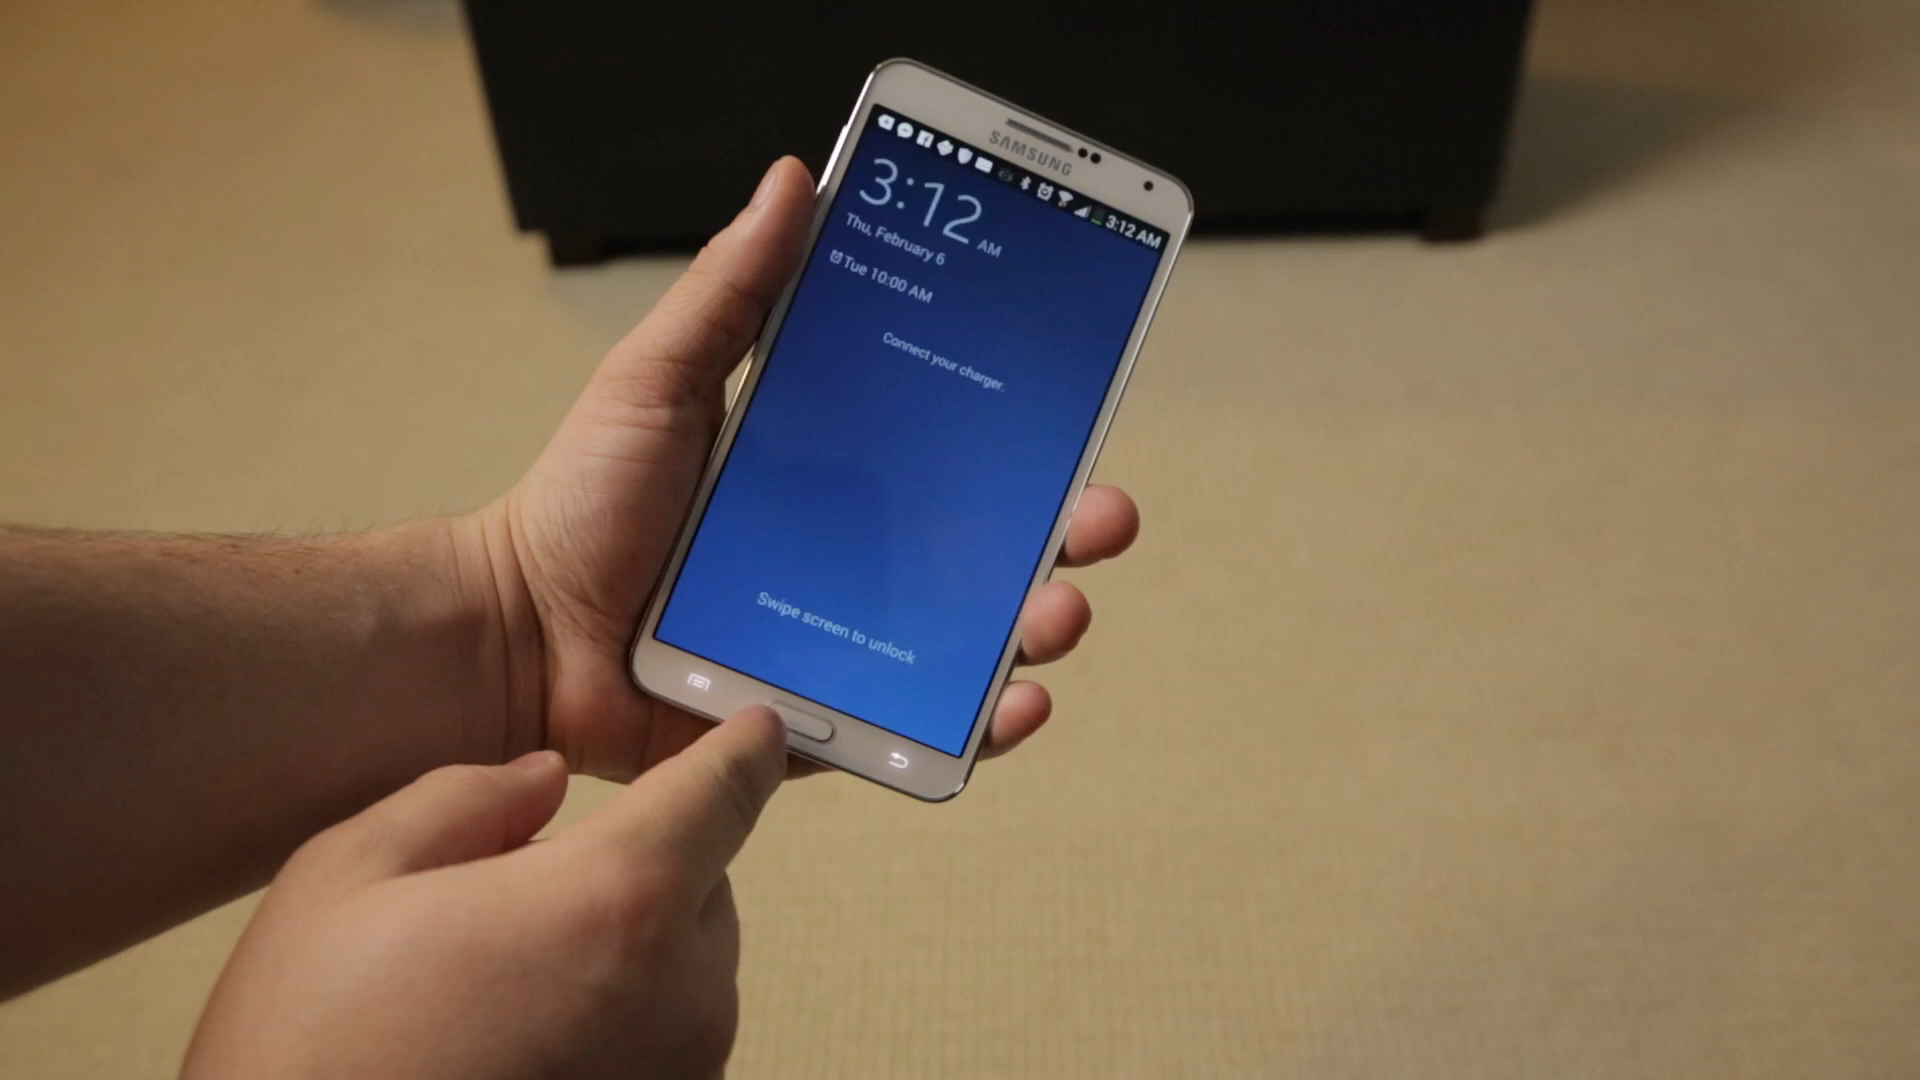 SAMSUNG
3:12 AM
3:12 AM
Thu, February 6
Tue 10:00 AM
Connect your charger.
Swipe screen to unlock